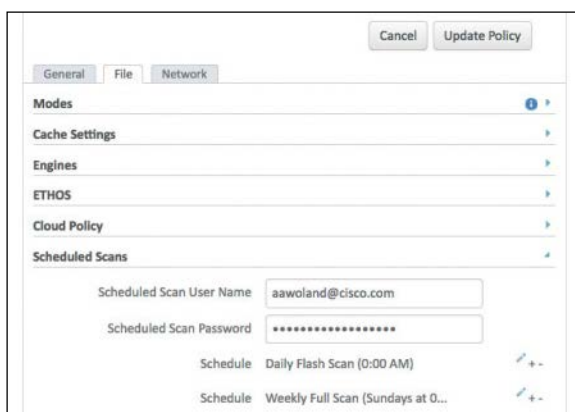 Cancel Update Policy
General File Network
Modes
Cache Settings
Engines
ETHOS
Cloud Policy
Scheduled Scans
Scheduled Scan User Name aawoland@cisco.com
Scheduled Scan Password ••••••••••••••••••
Schedule Daily Flash Scan (0:00 AM)
Schedule Weekly Full Scan (Sundays at 0...